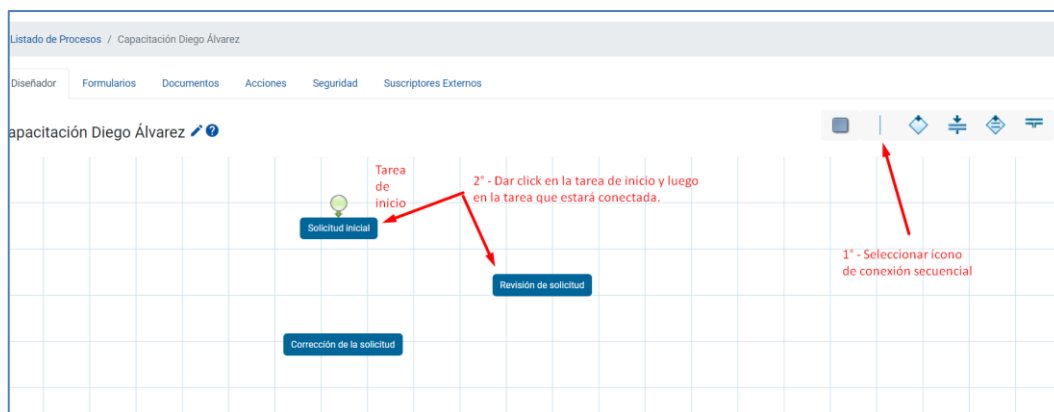 Listado de Procesos / Capacitación Diego Álvarez
Diseñador Formularios Documentos Acciones Seguridad Suscriptores Externos
apacitación Diego Álvarez
Tarea
de
inicio
2° - Dar click en la tarea de inicio y luego
en la tarea que estará conectada.
Solicitud inicial
1° - Seleccionar ícono
de conexión secuencial
Revisión de solicitud
Corrección de la solicitud